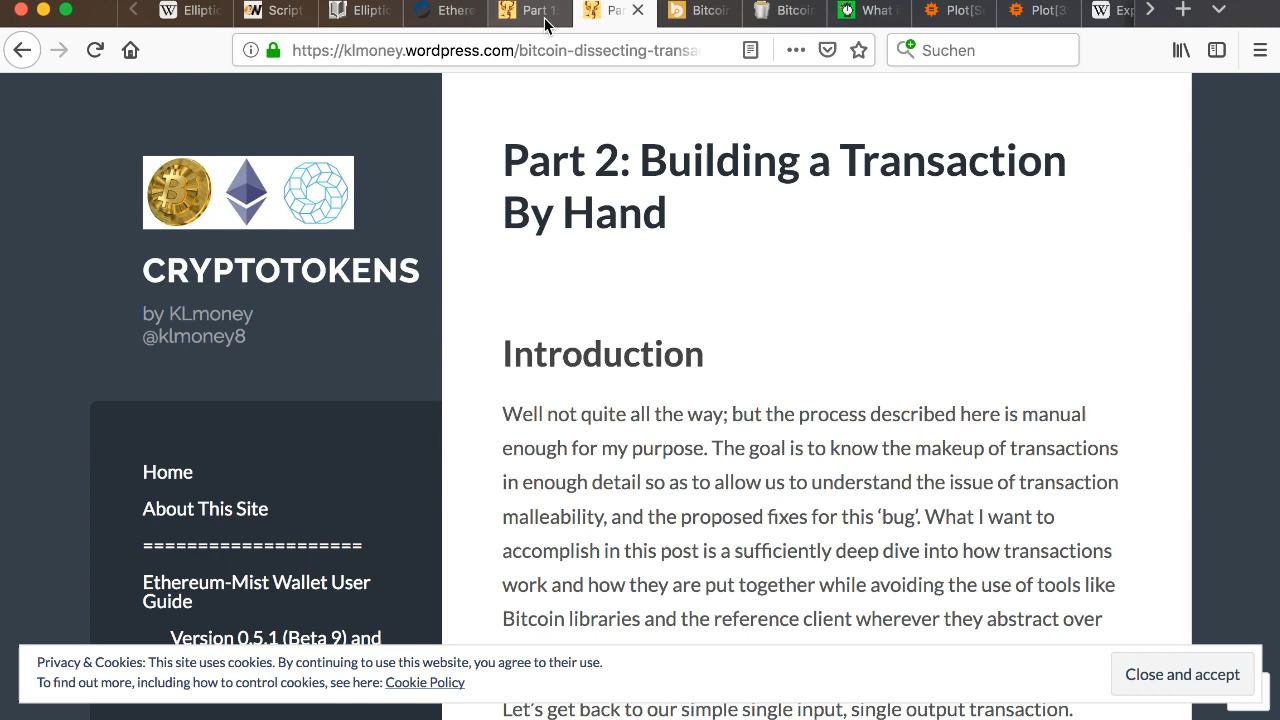 Elliptic
Script
Elliptic
Ethere
Part 1:
Par
Bitcoin
Bitcoin
What i
Plot[S
Plot[3
Exp
https://klmoney.wordpress.com/bitcoin-dissecting-transa
Suchen
Part 2: Building a Transaction
By Hand
CRYPTOTOKENS
by KLmoney
@klmoney8
Introduction
Well not quite all the way; but the process described here is manual
enough for my purpose. The goal is to know the makeup of transactions
in enough detail so as to allow us to understand the issue of transaction
malleability, and the proposed fixes for this ‘bug’. What I want to
accomplish in this post is a sufficiently deep dive into how transactions
work and how they are put together while avoiding the use of tools like
Bitcoin libraries and the reference client wherever they abstract over
Let’s get back to our simple single input, single output transaction.
Home
About This Site
====================
Ethereum-Mist Wallet User
Guide
Version 0.5.1 (Beta 9) and
Privacy & Cookies: This site uses cookies. By continuing to use this website, you agree to their use.
To find out more, including how to control cookies, see here: Cookie Policy
Close and accept